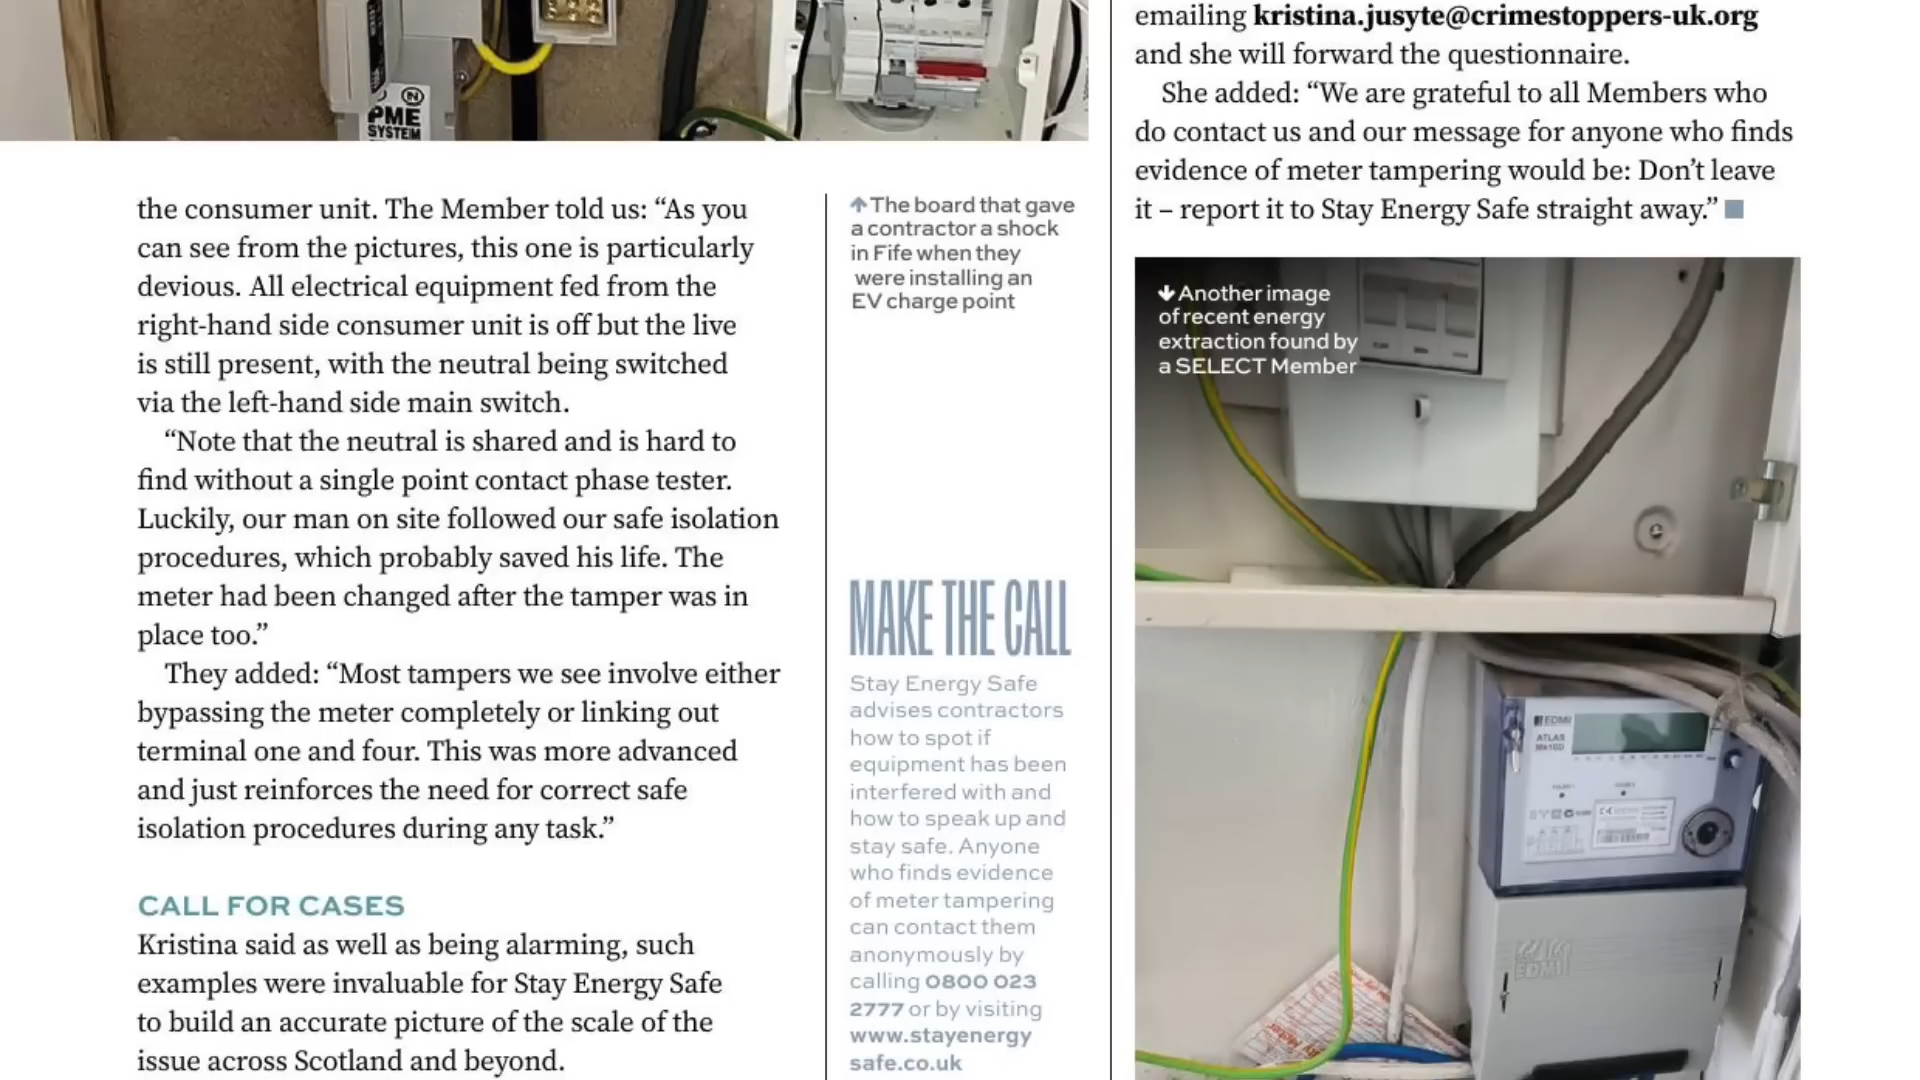 PME
SYSTEM
the consumer unit. The Member told us: “As you
can see from the pictures, this one is particularly
devious. All electrical equipment fed from the
right-hand side consumer unit is off but the live
is still present, with the neutral being switched
via the left-hand side main switch.
“Note that the neutral is shared and is hard to
find without a single point contact phase tester.
Luckily, our man on site followed our safe isolation
procedures, which probably saved his life. The
meter had been changed after the tamper was in
place too.”
They added: “Most tampers we see involve either
bypassing the meter completely or linking out
terminal one and four. This was more advanced
and just reinforces the need for correct safe
isolation procedures during any task.”
CALL FOR CASES
Kristina said as well as being alarming, such
examples were invaluable for Stay Energy Safe
to build an accurate picture of the scale of the
issue across Scotland and beyond.
The board that gave
a contractor a shock
in Fife when they
were installing an
EV charge point
MAKE THE CALL
Stay Energy Safe
advises contractors
how to spot if
equipment has been
interfered with and
how to speak up and
stay safe. Anyone
who finds evidence
of meter tampering
can contact them
anonymously by
calling 0800 023
2777 or by visiting
www.stayenergy
safe.co.uk
emailing kristina.jusyte@crimestoppers-uk.org
and she will forward the questionnaire.
She added: “We are grateful to all Members who
do contact us and our message for anyone who finds
evidence of meter tampering would be: Don’t leave
it – report it to Stay Energy Safe straight away.”
Another image
of recent energy
extraction found by
a SELECT Member
EDMI
ATLAS
EDMI